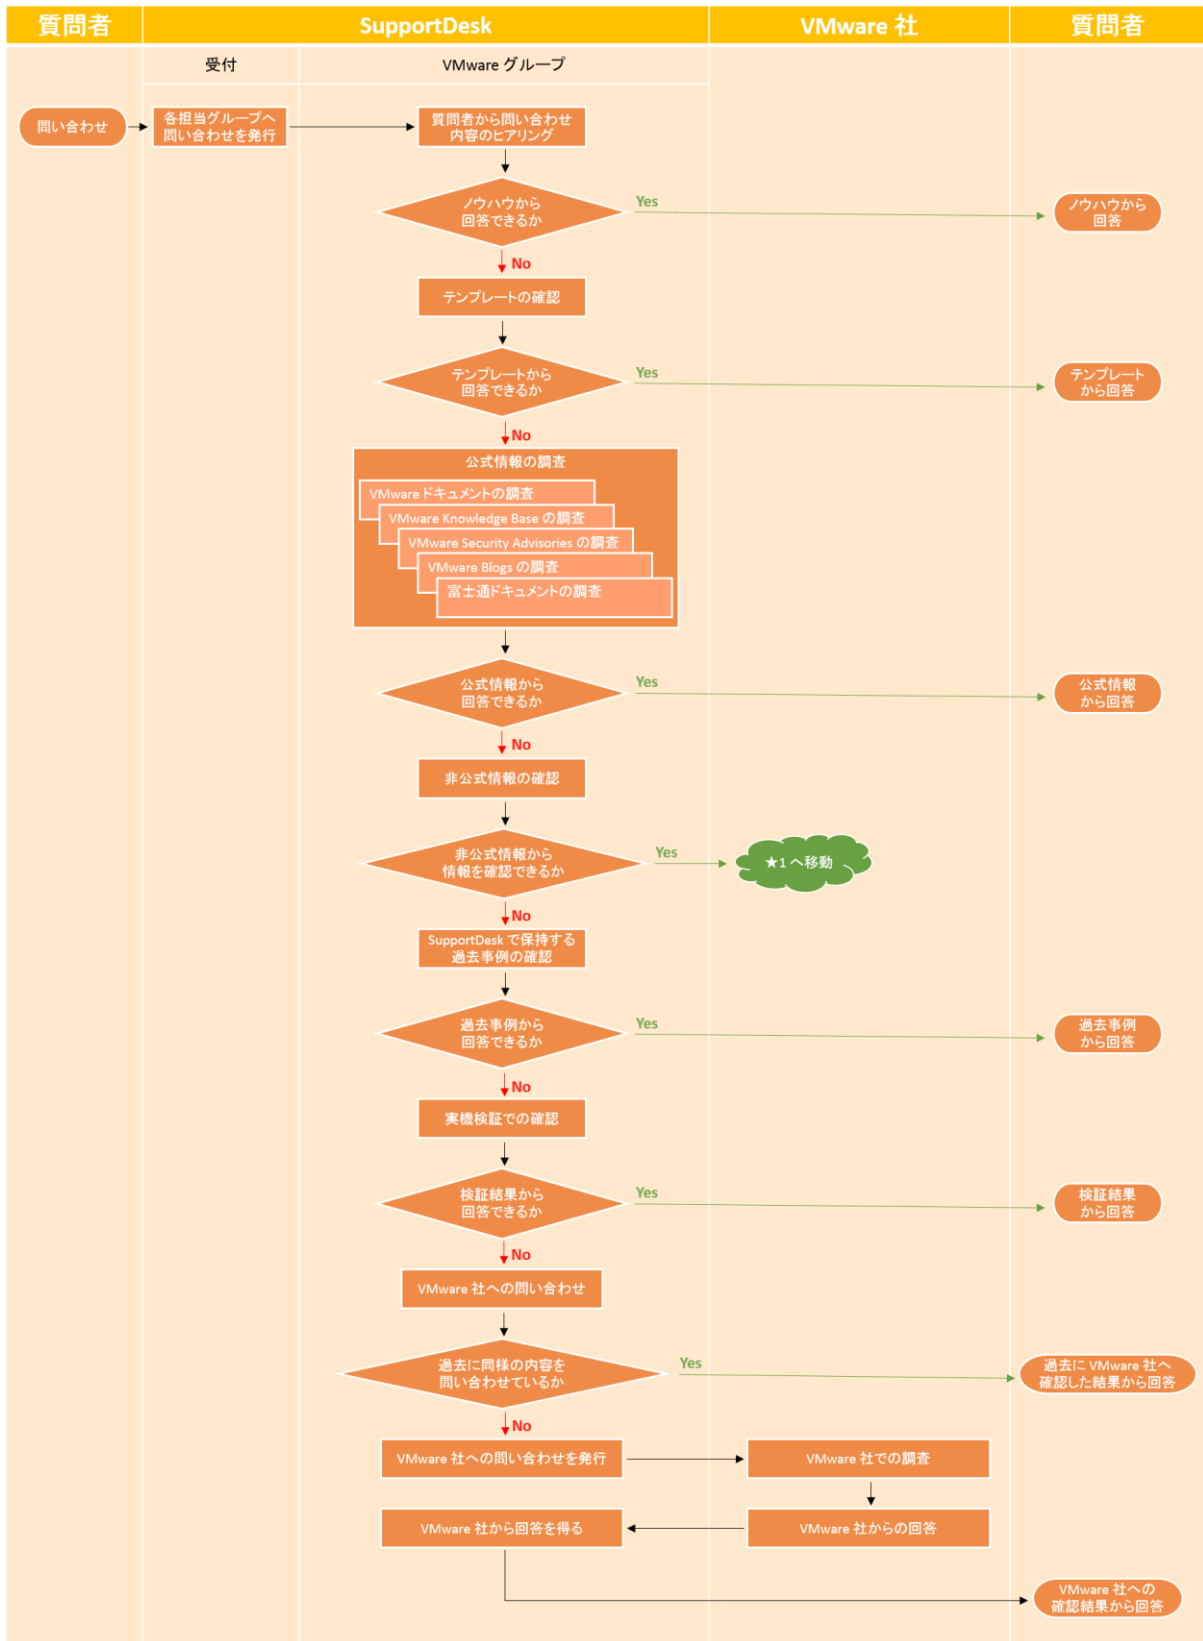 質問者
SupportDesk
VMware 社
質問者
受付
VMware グループ
問い合わせ
各担当グループへ
問い合わせを発行
質問者から問い合わせ
内容のヒアリング
ノウハウから
回答できるか
Yes
ノウハウから
回答
No
テンプレートの確認
テンプレートから
回答できるか
Yes
テンプレート
から回答
No
公式情報の調査
VMware ドキュメントの調査
VMware Knowledge Base の調査
VMware Security Advisories の調査
VMware Blogs の調査
富士通ドキュメントの調査
公式情報から
回答できるか
Yes
公式情報
から回答
No
非公式情報の確認
非公式情報から
情報を確認できるか
Yes
★1 へ移動
No
SupportDesk で保持する
過去事例の確認
過去事例から
回答できるか
Yes
過去事例
から回答
No
実機検証での確認
検証結果から
回答できるか
Yes
検証結果
から回答
No
VMware 社への問い合わせ
過去に同様の内容を
問い合わせているか
Yes
過去に VMware 社へ
確認した結果から回答
No
VMware 社への問い合わせを発行
VMware 社での調査
VMware 社から回答を得る
VMware 社からの回答
VMware 社への
確認結果から回答